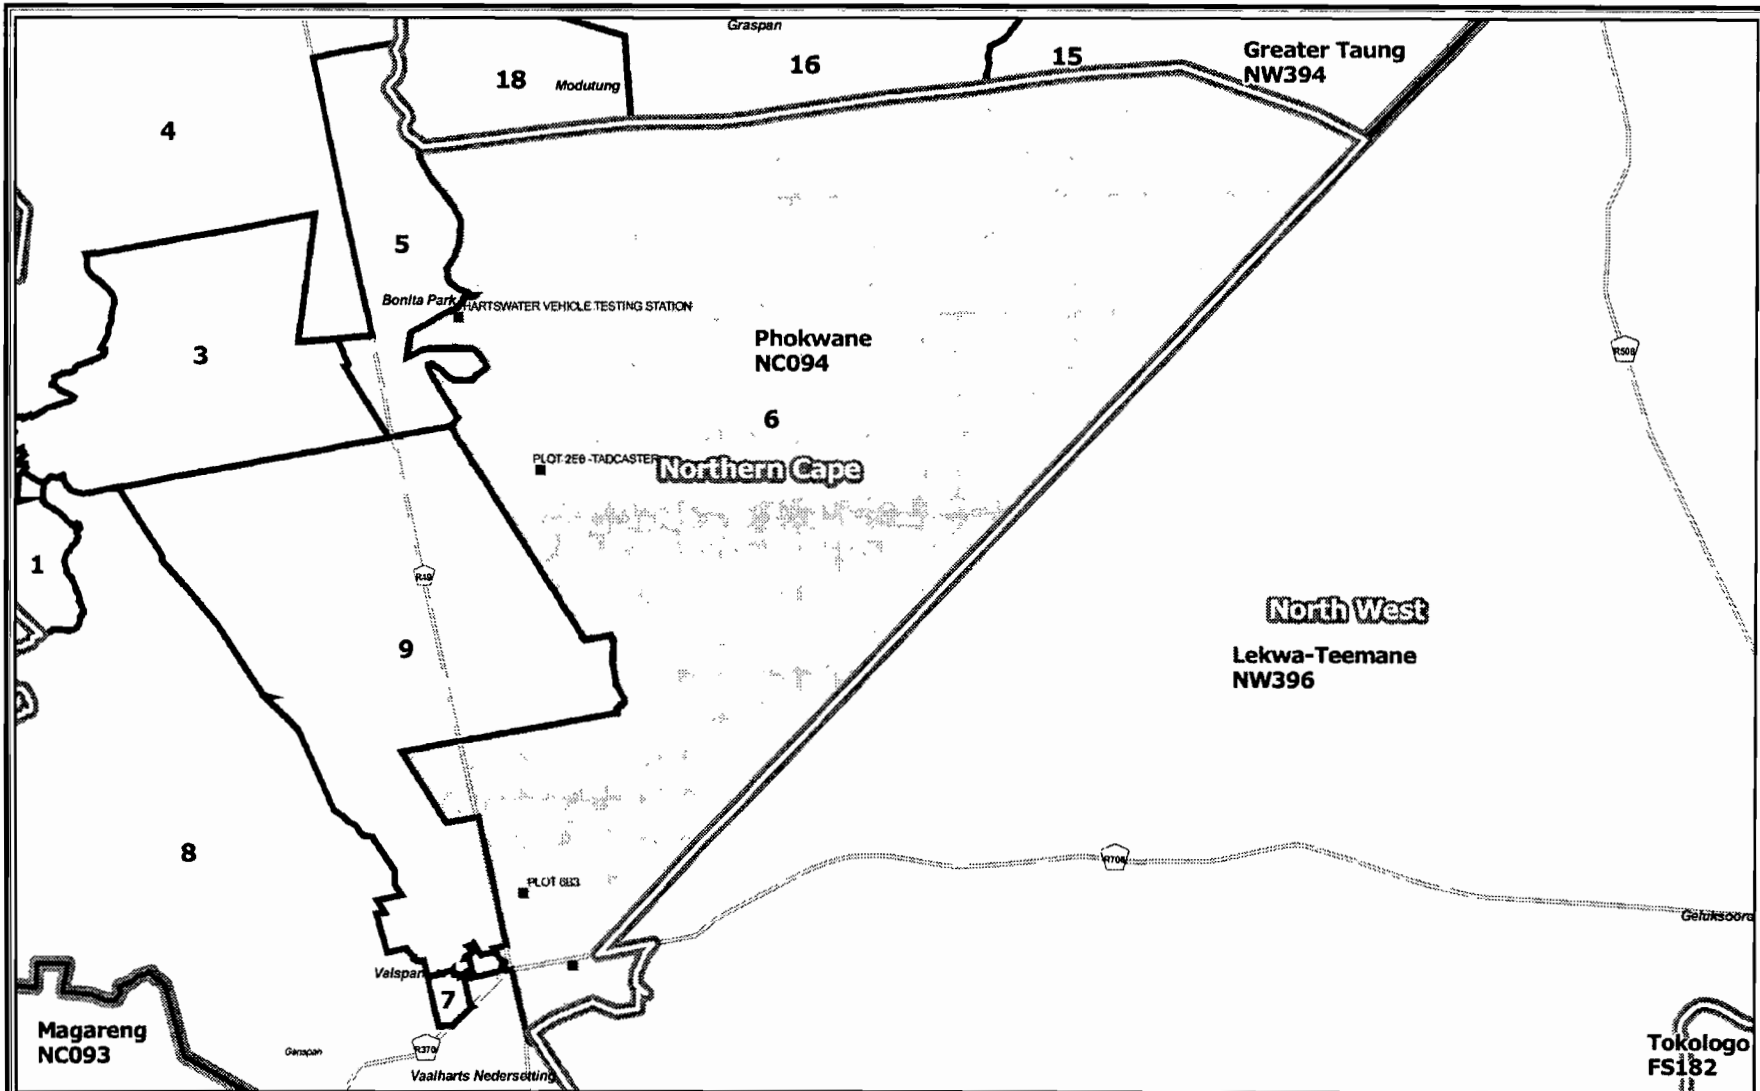 Graspan
Greater Taung
NW394
15
16
18
Modutung
4
5
Bonita Park
HARTSWATER VEHICLE TESTING STATION
Phokwane
NC094
3
R506
6
PLOT 2E6 -TADCASTER
Northern Cape
1
R49
North West
9
Lekwa-Teemane
NW396
8
R708
PLOT 6B3
Geluksoord
Valspan
7
Magareng
NC093
Ganspan
R370
Vaalharts Nedersetting
Tokologo
FS182